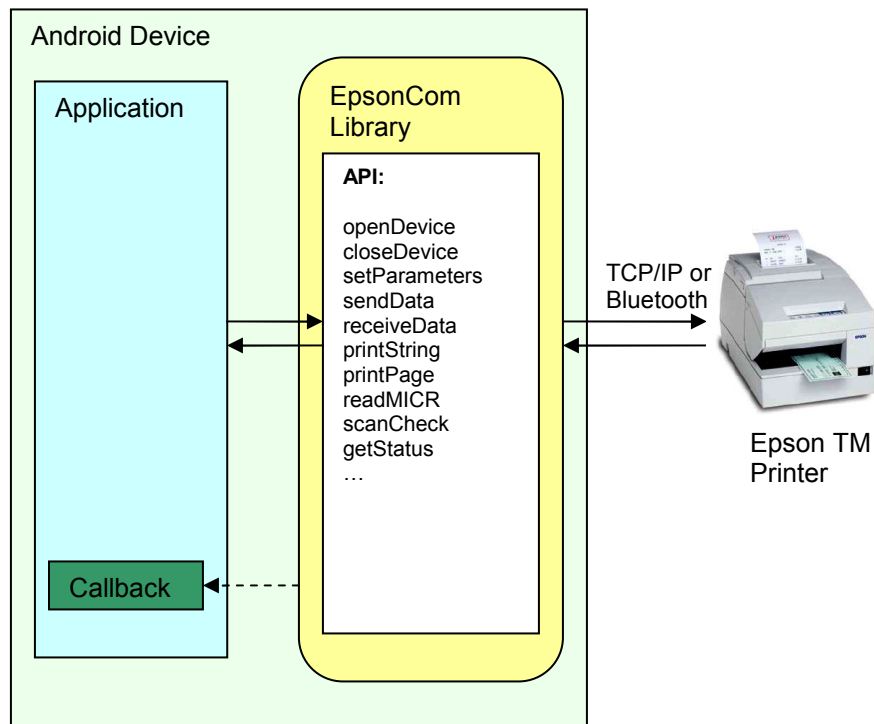 Android Device
Application
EpsonCom
Library
API:
openDevice
closeDevice
setParameters
sendData
receiveData
printString
printPage
readMICR
scanCheck
getStatus
…
Callback
TCP/IP or
Bluetooth
EPSON
Epson TM
Printer